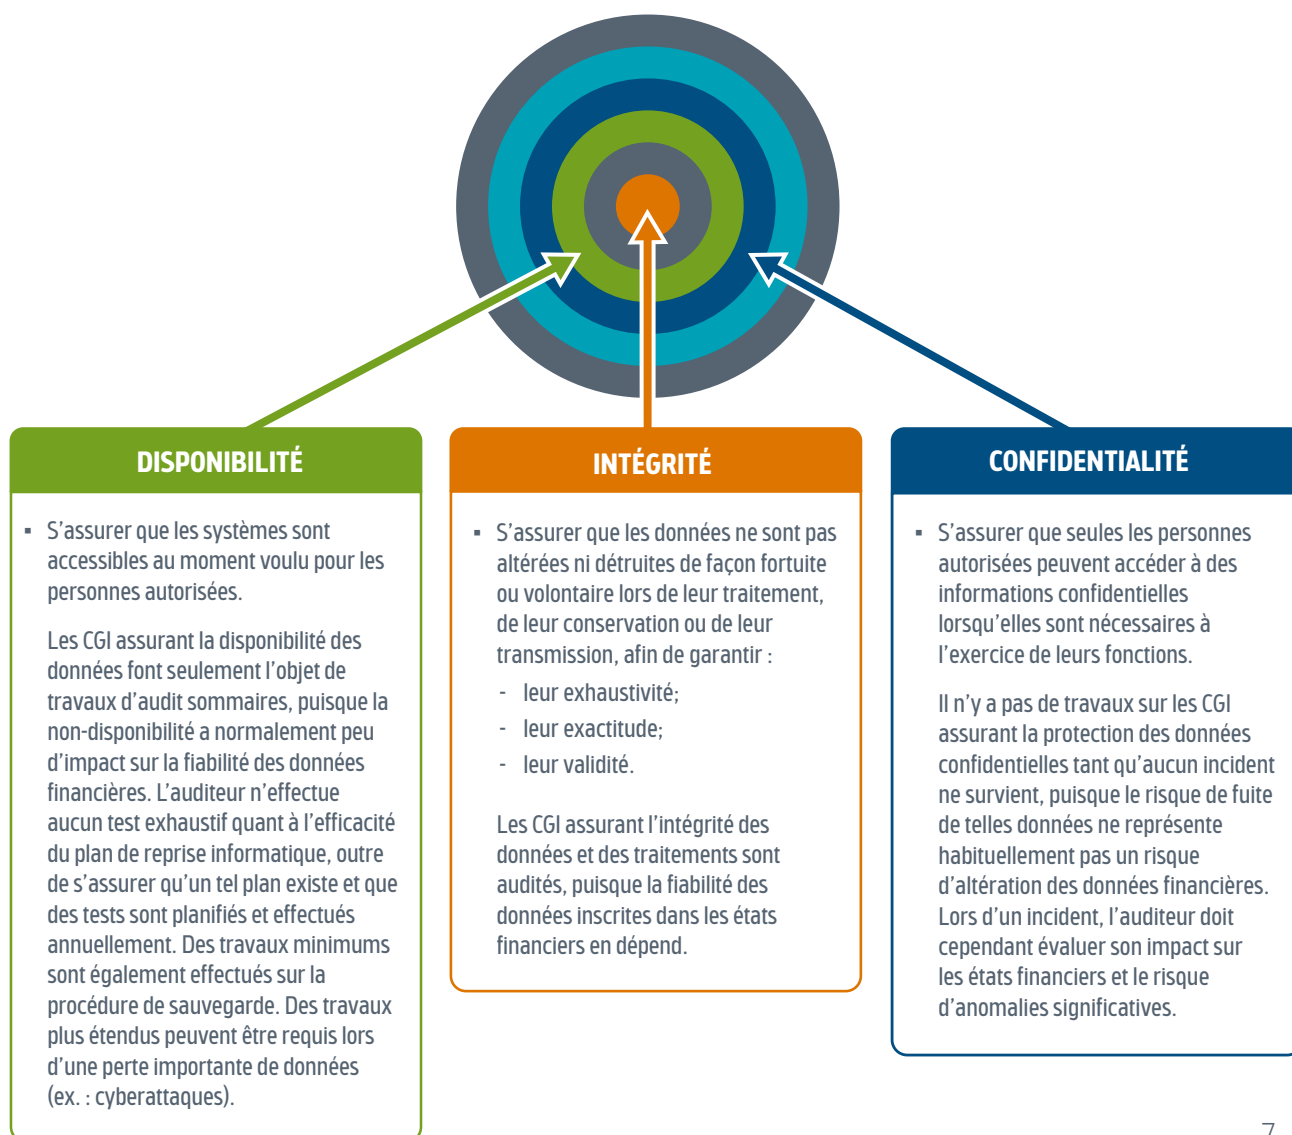 DISPONIBILITÉ
▪ S’assurer que les systèmes sont
accessibles au moment voulu pour les
personnes autorisées.
Les CGI assurant la disponibilité des
données font seulement l’objet de
travaux d’audit sommaires, puisque la
non-disponibilité a normalement peu
d’impact sur la fiabilité des données
financières. L’auditeur n’effectue
aucun test exhaustif quant à l’efficacité
du plan de reprise informatique, outre
de s’assurer qu’un tel plan existe et que
des tests sont planifiés et effectués
annuellement. Des travaux minimums
sont également effectués sur la
procédure de sauvegarde. Des travaux
plus étendus peuvent être requis lors
d’une perte importante de données
(ex. : cyberattaques).
INTÉGRITÉ
▪ S’assurer que les données ne sont pas
altérées ni détruites de façon fortuite
ou volontaire lors de leur traitement,
de leur conservation ou de leur
transmission, afin de garantir :
- leur exhaustivité;
- leur exactitude;
- leur validité.
Les CGI assurant l’intégrité des
données et des traitements sont
audités, puisque la fiabilité des
données inscrites dans les états
financiers en dépend.
CONFIDENTIALITÉ
▪ S’assurer que seules les personnes
autorisées peuvent accéder à des
informations confidentielles
lorsqu’elles sont nécessaires à
l’exercice de leurs fonctions.
Il n’y a pas de travaux sur les CGI
assurant la protection des données
confidentielles tant qu’aucun incident
ne survient, puisque le risque de fuite
de telles données ne représente
habituellement pas un risque
d’altération des données financières.
Lors d’un incident, l’auditeur doit
cependant évaluer son impact sur
les états financiers et le risque
d’anomalies significatives.
7